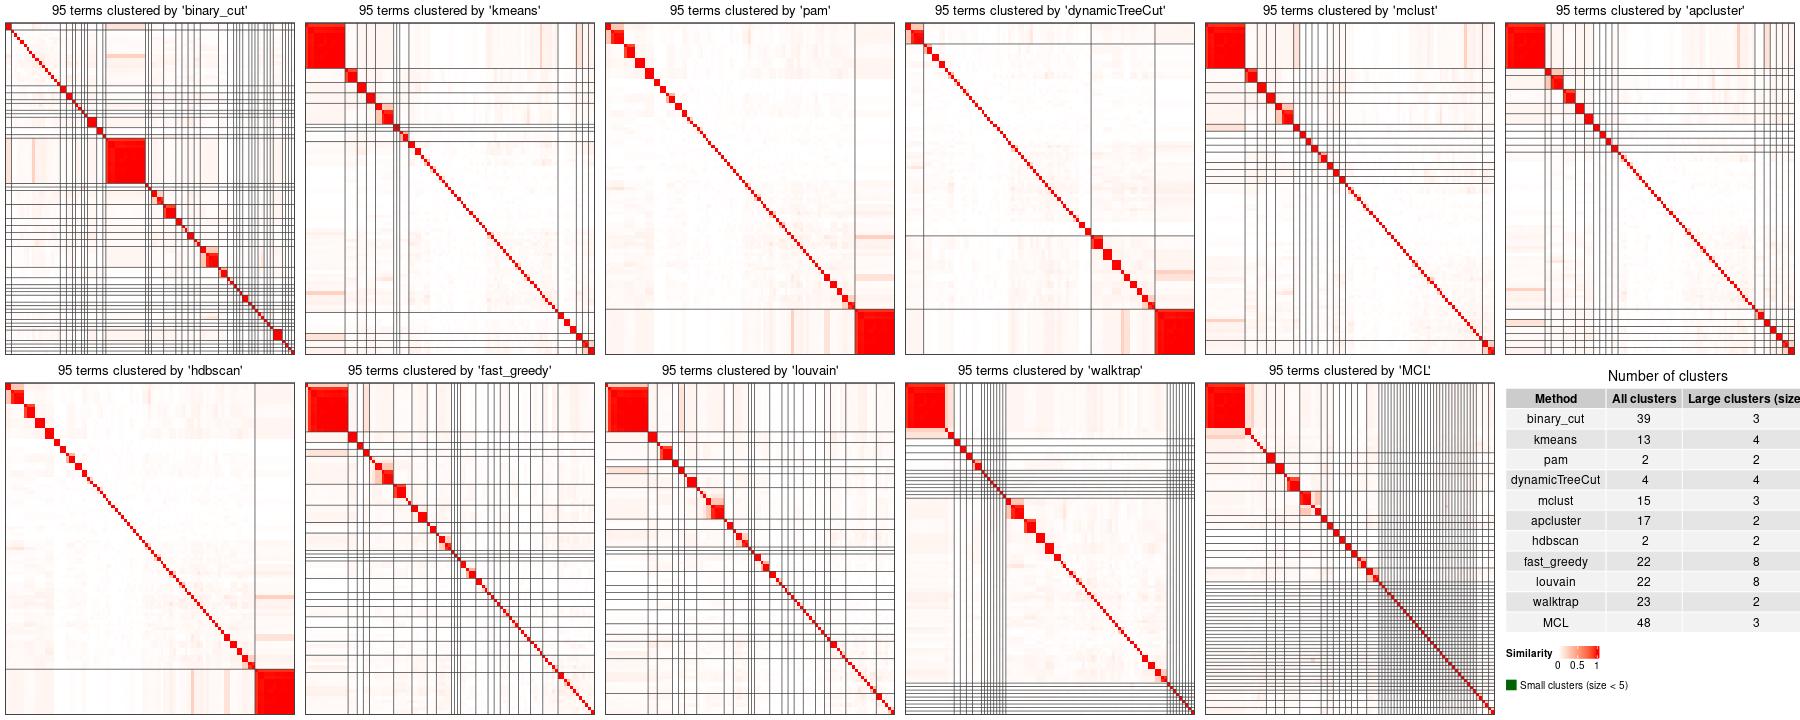 95 terms clustered by 'binary_cut'
95 terms clustered by 'kmeans'
95 terms clustered by 'pam'
95 terms clustered by 'dynamicTreeCut'
95 terms clustered by 'mclust'
95 terms clustered by 'apcluster'
95 terms clustered by 'hdbscan'
95 terms clustered by 'fast_greedy'
95 terms clustered by 'louvain'
95 terms clustered by 'walktrap'
95 terms clustered by 'MCL'
Number of clusters
Method All clusters Large clusters (size
binary_cut 39 3
kmeans 13 4
pam 2 2
dynamicTreeCut 4 4
mclust 15 3
apcluster 17 2
hdbscan 2 2
fast_greedy 22 8
louvain 22 8
walktrap 23 2
MCL 48 3
Similarity
0 0.5 1
Small clusters (size < 5)